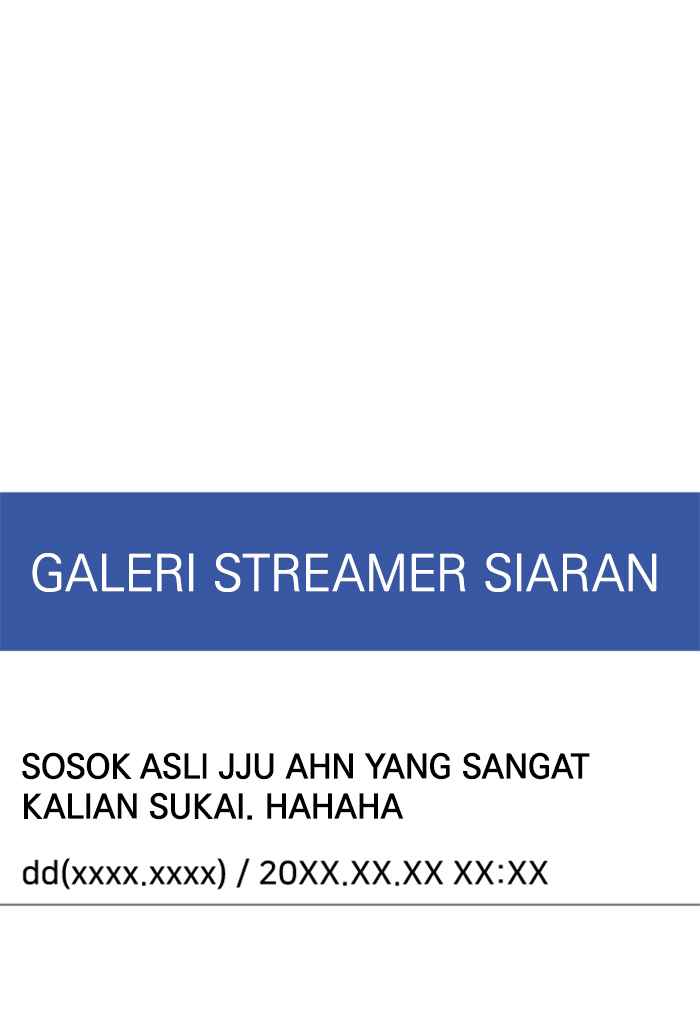 GALERI STREAMER SIARAN
SOSOK ASLI JJU AHN YANG SANGAT
KALIAN SUKAI. HAHAHA
dd(xxxx.xxxx) / 20XX.XX.XX XX:XX